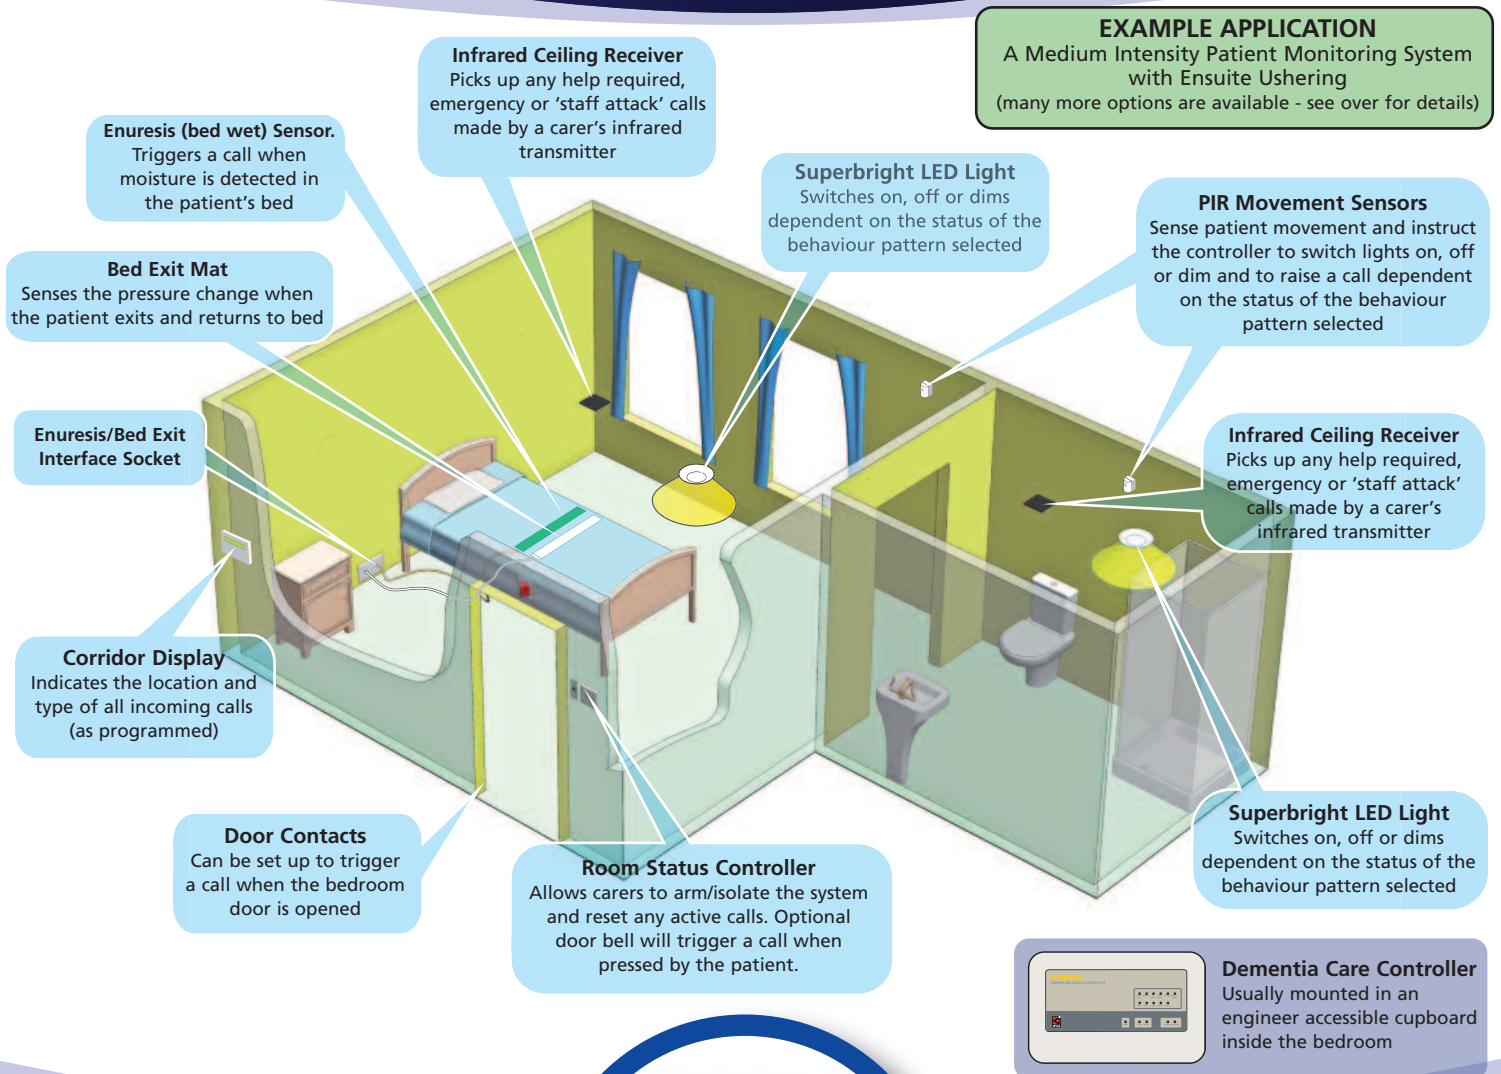 EXAMPLE APPLICATION
A Medium Intensity Patient Monitoring System
with Ensuite Ushering
(many more options are available - see over for details)
Infrared Ceiling Receiver
Picks up any help required,
emergency or ‘staff attack’ calls
made by a carer’s infrared
transmitter
Enuresis (bed wet) Sensor.
Triggers a call when
moisture is detected in
the patient’s bed
Superbright LED Light
Switches on, off or dims
dependent on the status of the
behaviour pattern selected
PIR Movement Sensors
Sense patient movement and instruct
the controller to switch lights on, off
or dim and to raise a call dependent
on the status of the behaviour
pattern selected
Bed Exit Mat
Senses the pressure change when
the patient exits and returns to bed
Enuresis/Bed Exit
Interface Socket
Infrared Ceiling Receiver
Picks up any help required,
emergency or ‘staff attack’
calls made by a carer’s
infrared transmitter
Corridor Display
Indicates the location and
type of all incoming calls
(as programmed)
Door Contacts
Can be set up to trigger
a call when the bedroom
door is opened
Room Status Controller
Allows carers to arm/isolate the system
and reset any active calls. Optional
door bell will trigger a call when
pressed by the patient.
Superbright LED Light
Switches on, off or dims
dependent on the status of the
behaviour pattern selected
Dementia Care Controller
Usually mounted in an
engineer accessible cupboard
inside the bedroom